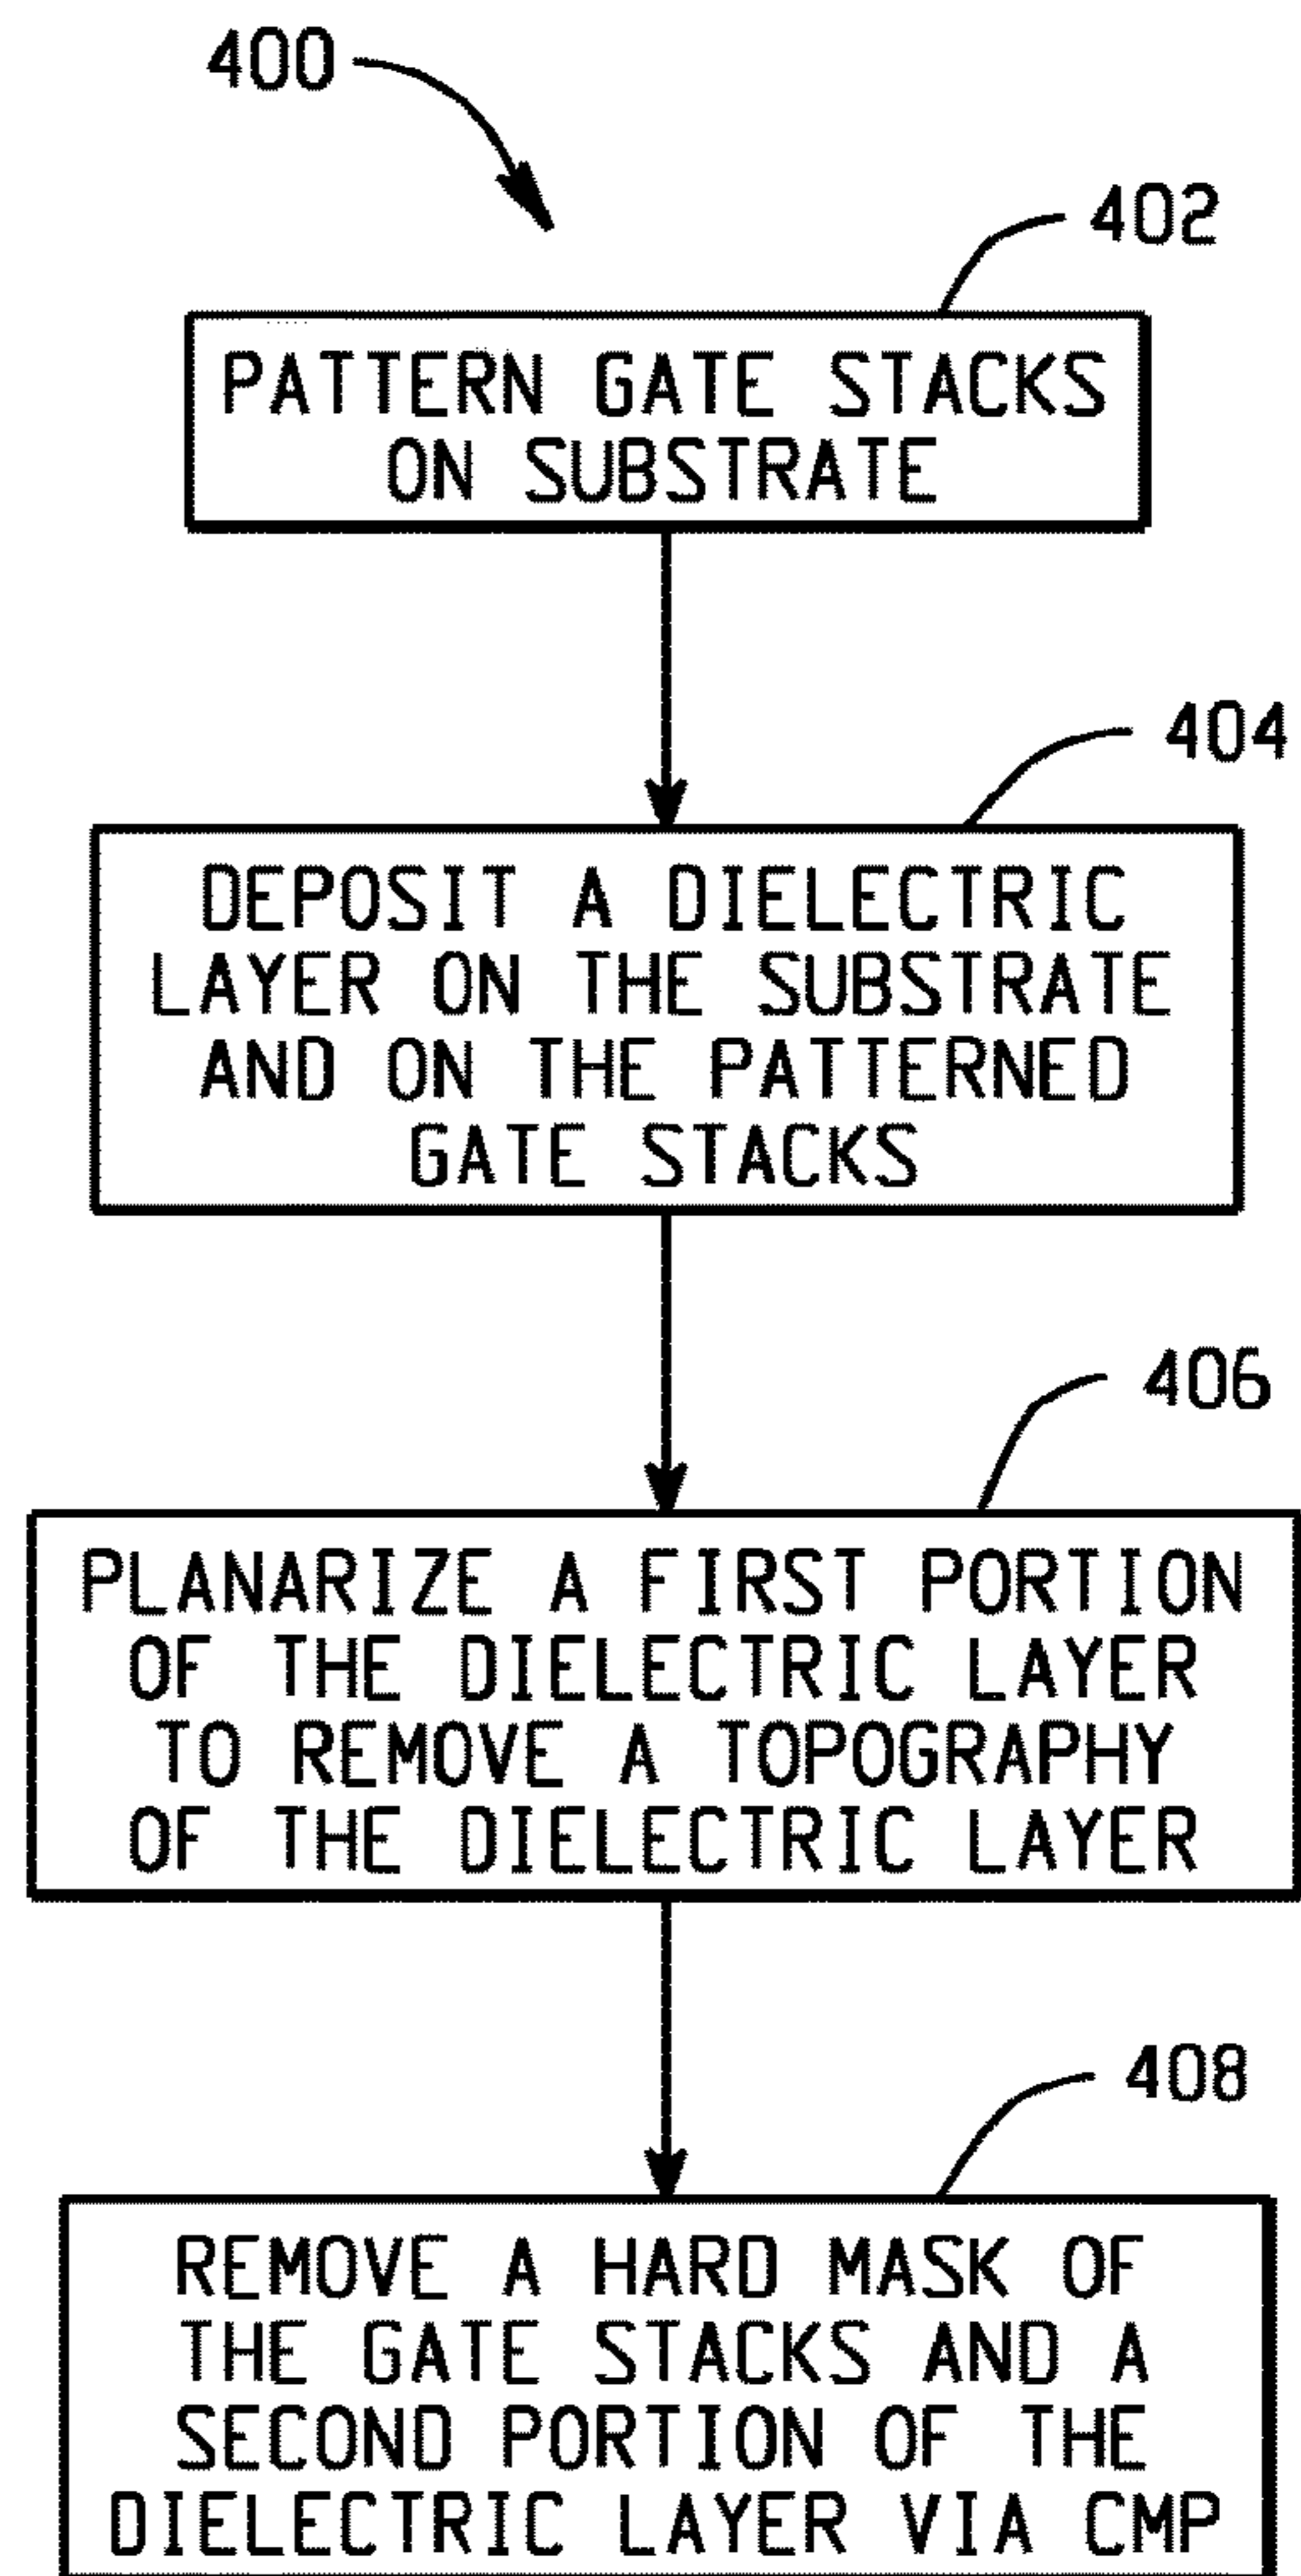 400
402
PATTERN GATE STACKS
ON SUBSTRATE
404
DEPOSIT A DIELECTRIC
LAYER ON THE SUBSTRATE
AND ON THE PATTERNED
GATE STACKS
406
PLANARIZE A FIRST PORTION
OF THE DIELECTRIC LAYER
TO REMOVE A TOPOGRAPHY
OF THE DIELECTRIC LAYER
408
REMOVE A HARD MASK OF
THE GATE STACKS AND A
SECOND PORTION OF THE
DIELECTRIC LAYER VIA CMP